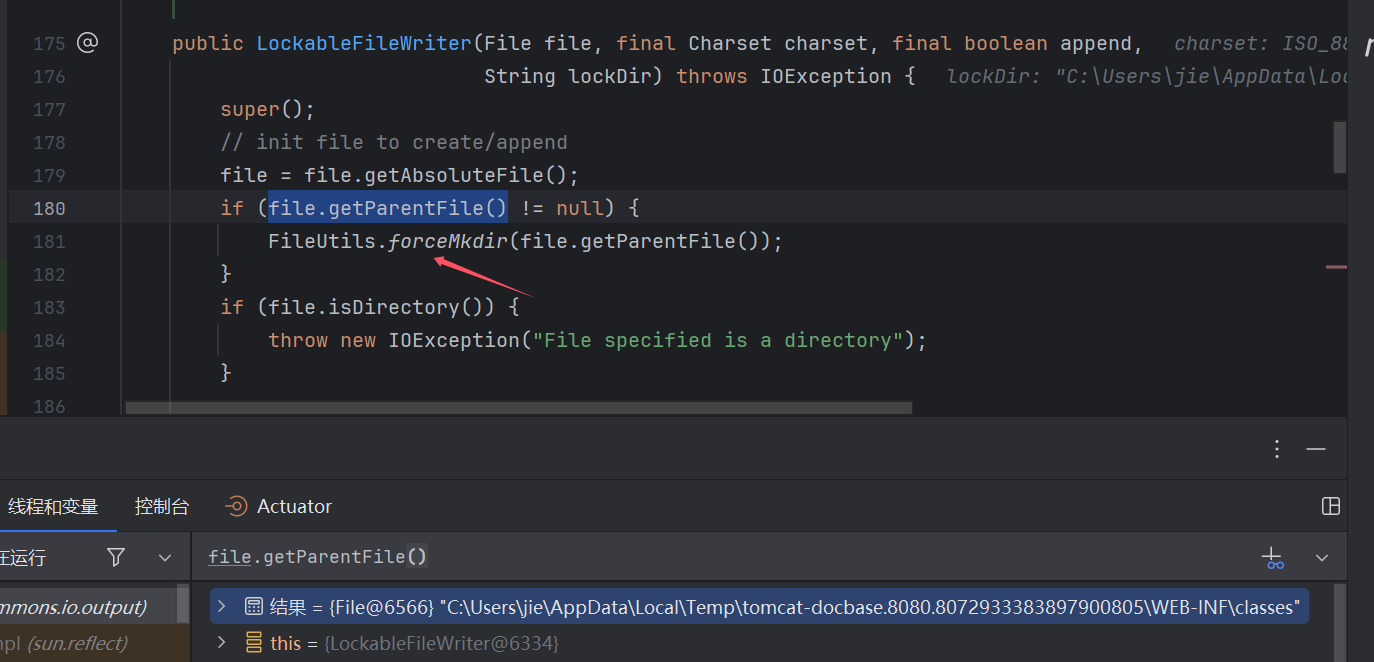 175 @ public LockableFileWriter(File file, final Charset charset, final boolean append,   charset: ISO_88
176 String lockDir) throws IOException {   lockDir: "C:\Users\jie\AppData\Loc
177 super();
178 // init file to create/append
179 file = file.getAbsoluteFile();
180 if (file.getParentFile() != null) {
181 FileUtils.forceMkdir(file.getParentFile());
182 }
183 if (file.isDirectory()) {
184 throw new IOException("File specified is a directory");
185 }
186
线程和变量 控制台 Actuator
在运行 file.getParentFile()
mmons.io.output) 结果 = {File@6566} "C:\Users\jie\AppData\Local\Temp\tomcat-docbase.8080.8072933383897900805\WEB-INF\classes"
mpl (sun.reflect) this = {LockableFileWriter@6334}